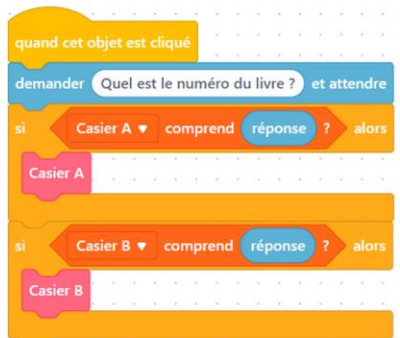 quand cet objet est cliqué
demander Quel est le numéro du livre ? et attendre
si Casier A comprend réponse ? alors
Casier A
si Casier B comprend réponse ? alors
Casier B